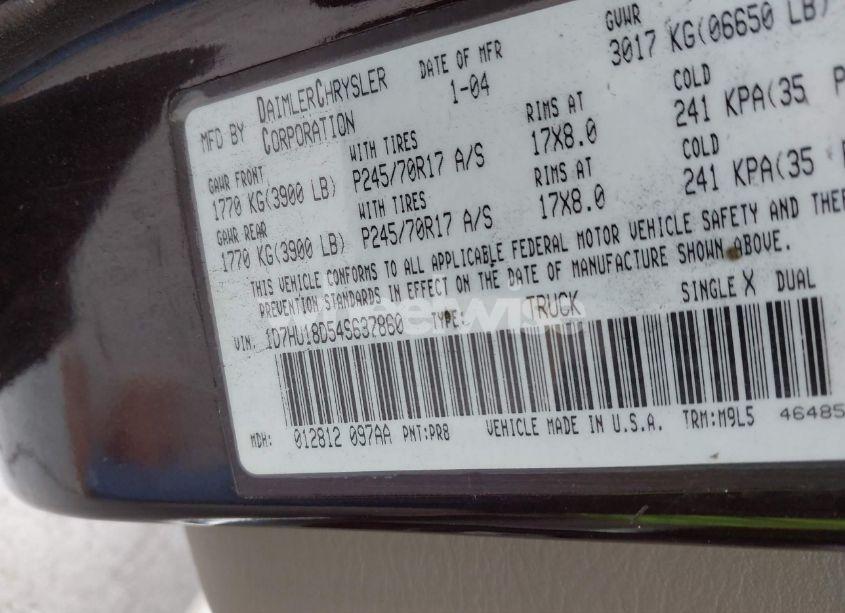 MFD BY DAIMLERCHRYSLER CORPORATION
DATE OF MFR 1-04
GVWR 3017 KG(06650 LB)
GAWR FRONT WITH TIRES RIMS AT COLD
1770 KG(3900 LB) P245/70R17 A/S 17X8.0 241 KPA(35 P
GAWR REAR WITH TIRES RIMS AT COLD
1770 KG(3900 LB) P245/70R17 A/S 17X8.0 241 KPA(35
THIS VEHICLE CONFORMS TO ALL APPLICABLE FEDERAL MOTOR VEHICLE SAFETY AND THEF
PREVENTION STANDARDS IN EFFECT ON THE DATE OF MANUFACTURE SHOWN ABOVE.
VIN: 1D7HU18D54S637860 TYPE: TRUCK SINGLE X DUAL
MDH: 012812 097AA PNT:PR8 VEHICLE MADE IN U.S.A. TRM:M9L5 46485